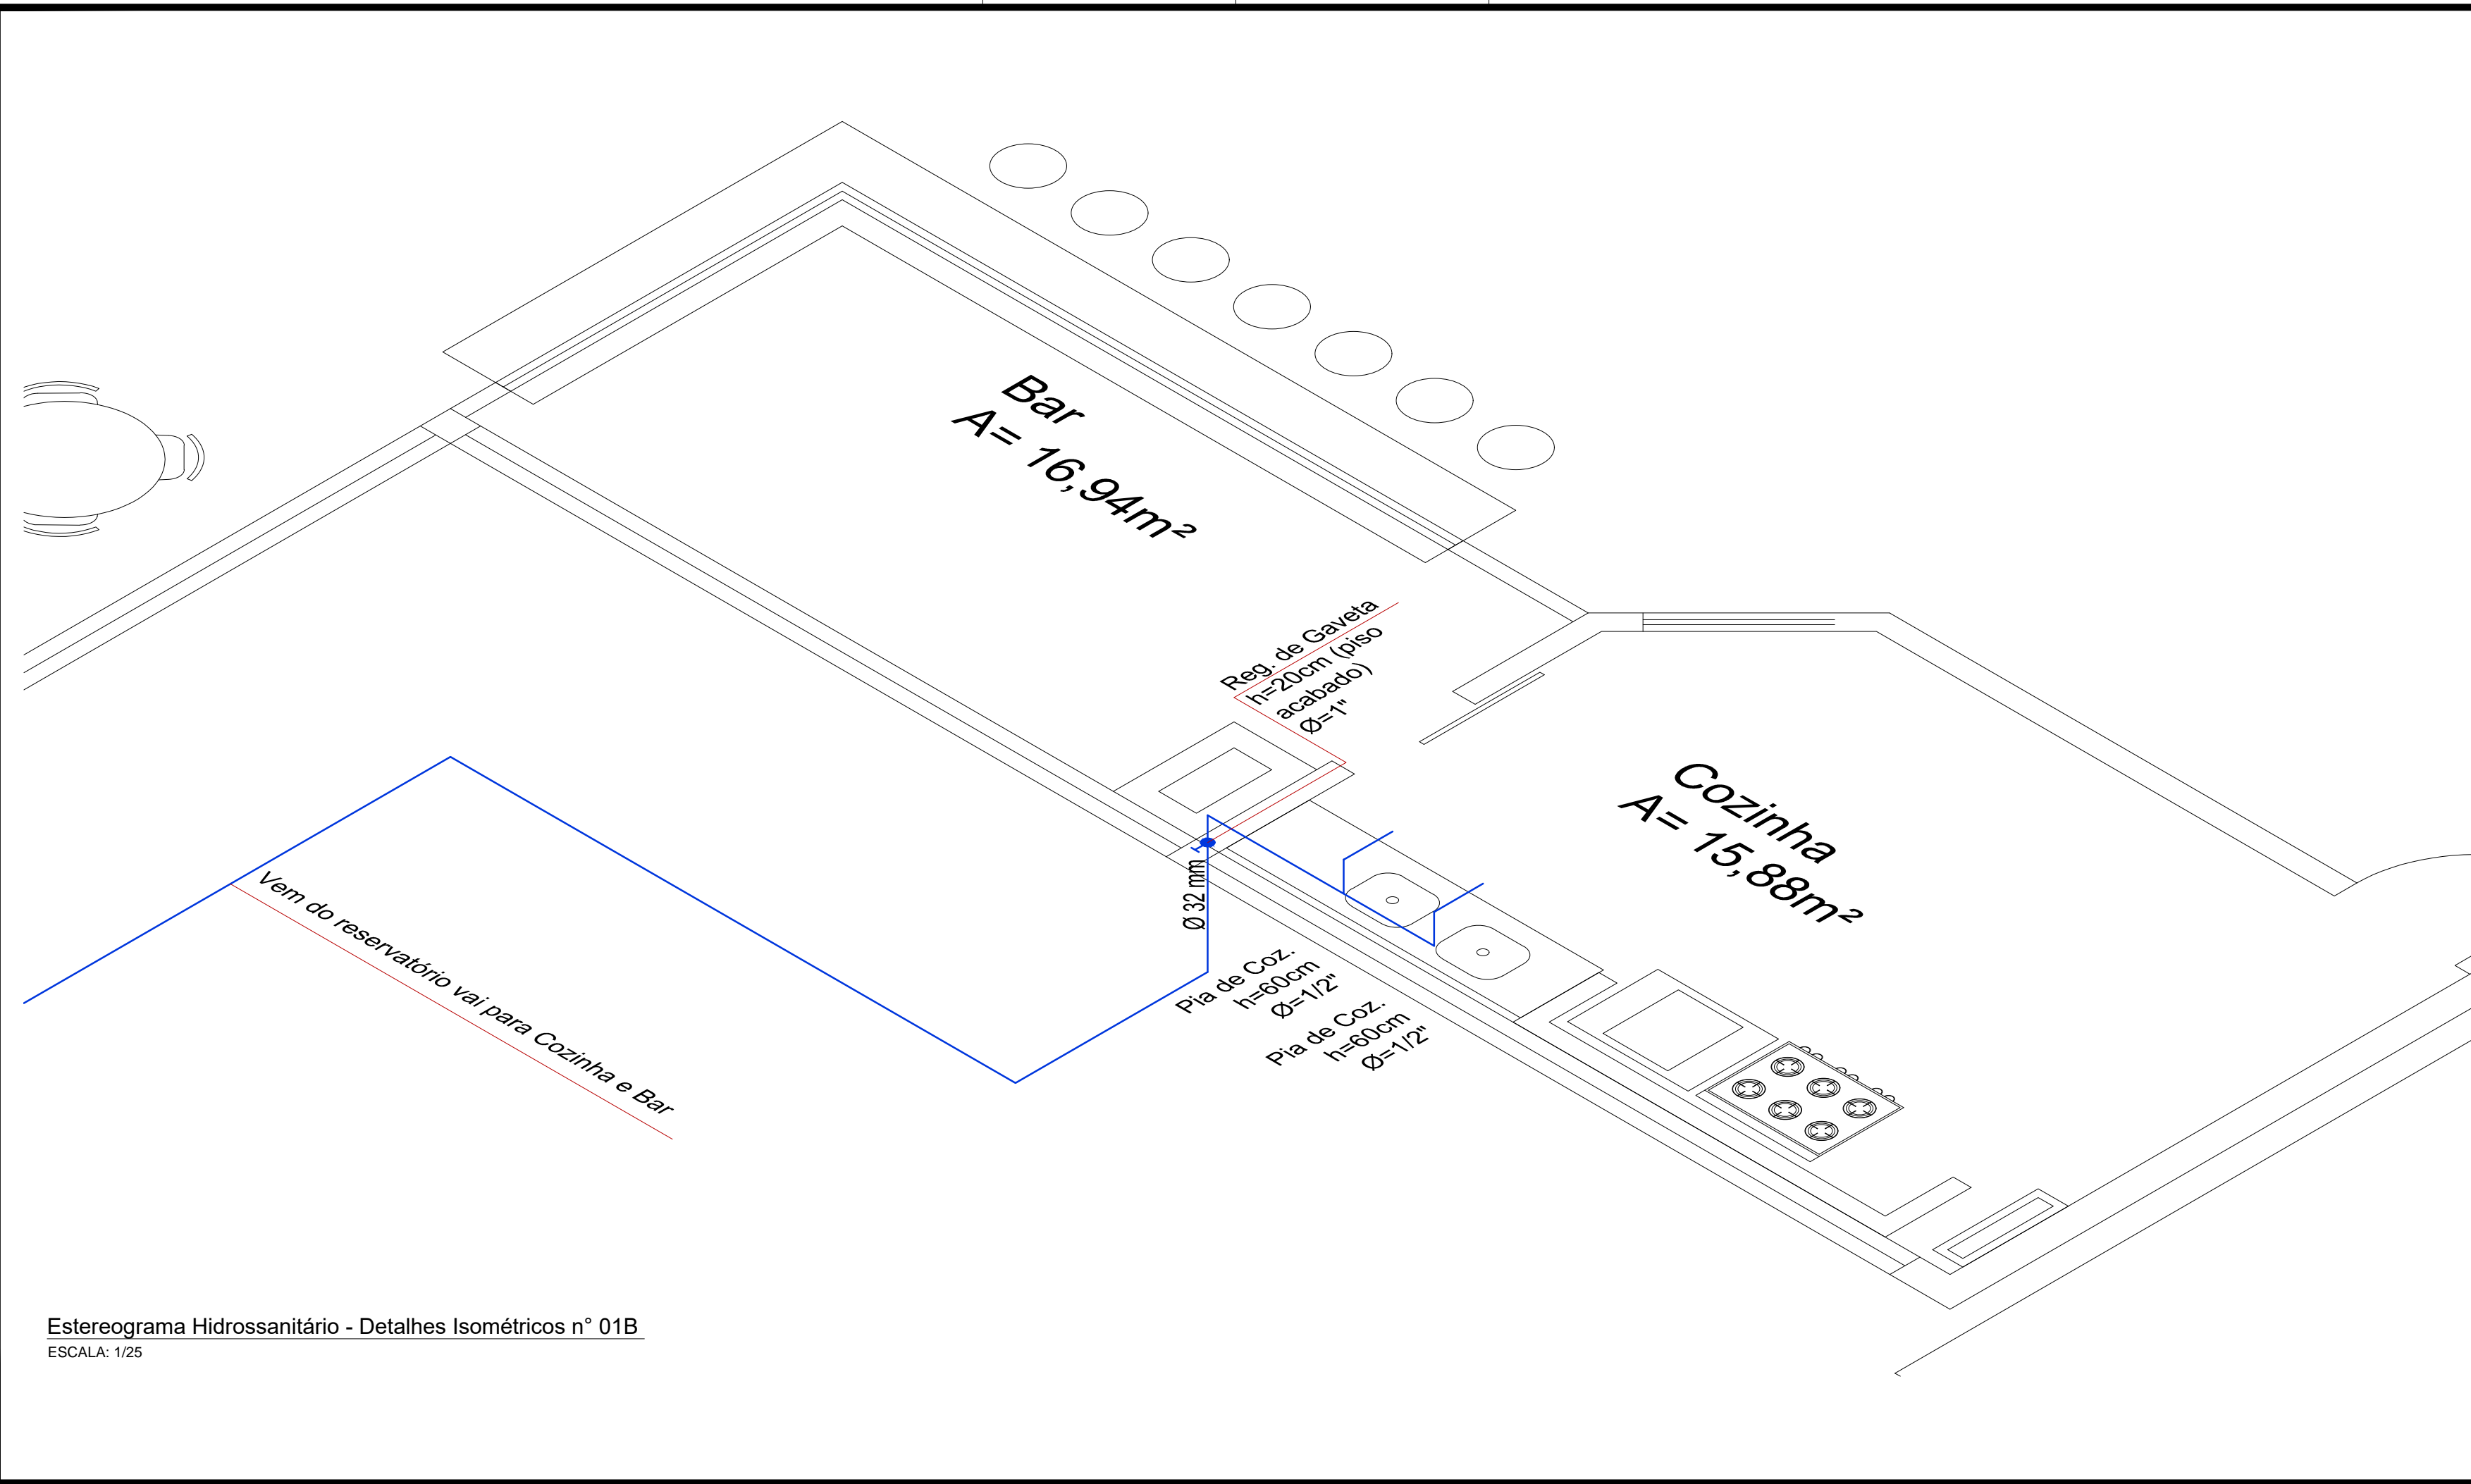 Bar
A= 16,94m²
Reg. de Gaveta
h=20cm (piso
acabado)
Ø=1"
Cozinha
A= 15,88m²
Ø 32 mm
Vem do reservatório vai para Cozinha e Bar
Pia de Coz.
h=60cm
Ø=1/2"
Pia de Coz.
h=60cm
Ø=1/2"
Estereograma Hidrossanitário - Detalhes Isométricos n° 01B
ESCALA: 1/25